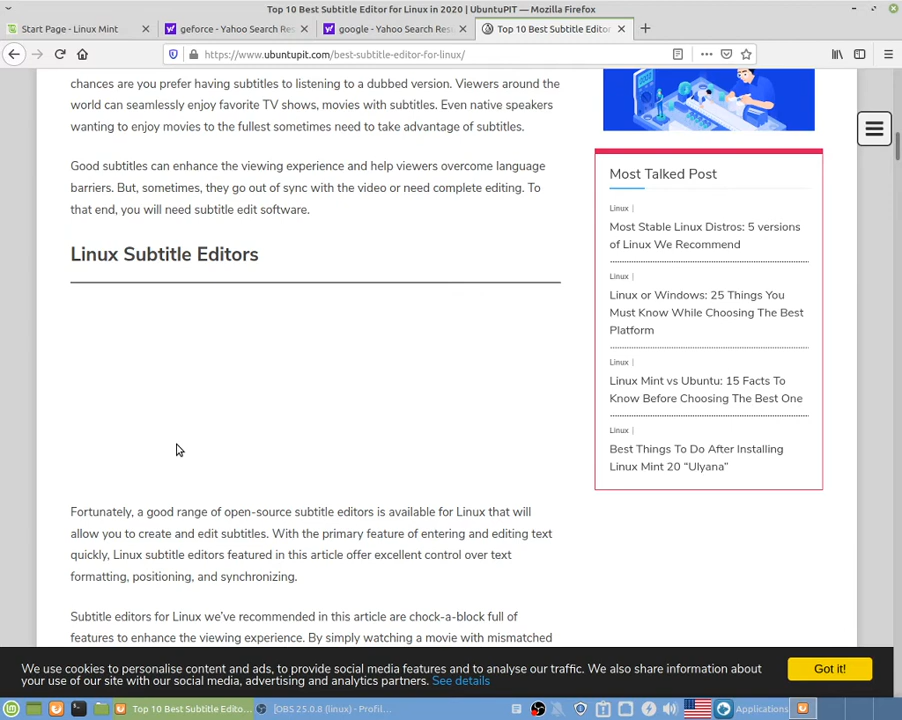 Top 10 Best Subtitle Editor for Linux in 2020 | UbuntuPIT — Mozilla Firefox
Start Page - Linux Mint
geforce - Yahoo Search Res
google - Yahoo Search Resu
Top 10 Best Subtitle Editor
https://www.ubuntupit.com/best-subtitle-editor-for-linux/
chances are you prefer having subtitles to listening to a dubbed version. Viewers around the
world can seamlessly enjoy favorite TV shows, movies with subtitles. Even native speakers
wanting to enjoy movies to the fullest sometimes need to take advantage of subtitles.
Good subtitles can enhance the viewing experience and help viewers overcome language
barriers. But, sometimes, they go out of sync with the video or need complete editing. To
that end, you will need subtitle edit software.
Linux Subtitle Editors
Fortunately, a good range of open-source subtitle editors is available for Linux that will
allow you to create and edit subtitles. With the primary feature of entering and editing text
quickly, Linux subtitle editors featured in this article offer excellent control over text
formatting, positioning, and synchronizing.
Subtitle editors for Linux we've recommended in this article are chock-a-block full of
features to enhance the viewing experience. By simply watching a movie with mismatched
Most Talked Post
Linux |
Most Stable Linux Distros: 5 versions
of Linux We Recommend
Linux |
Linux or Windows: 25 Things You
Must Know While Choosing The Best
Platform
Linux |
Linux Mint vs Ubuntu: 15 Facts To
Know Before Choosing The Best One
Linux |
Best Things To Do After Installing
Linux Mint 20 "Ulyana"
We use cookies to personalise content and ads, to provide social media features and to analyse our traffic. We also share information about
your use of our site with our social media, advertising and analytics partners. See details
Got it!
Top 10 Best Subtitle Edito...
[OBS 25.0.8 (linux) - Profil...
Applications